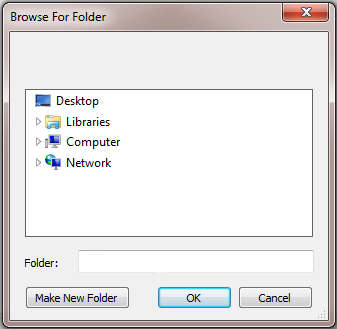 Browse For Folder
Desktop
Libraries
Computer
Network
Folder:
Make New Folder OK Cancel